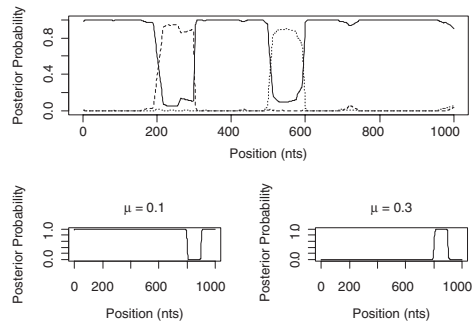 Posterior Probability
0.0 0.4 0.8
0 200 400 600 800 1000
Position (nts)
μ = 0.1
Posterior Probability
0.0 1.0
0 200 600 1000
Position (nts)
μ = 0.3
Posterior Probability
0.0 1.0
0 200 600 1000
Position (nts)